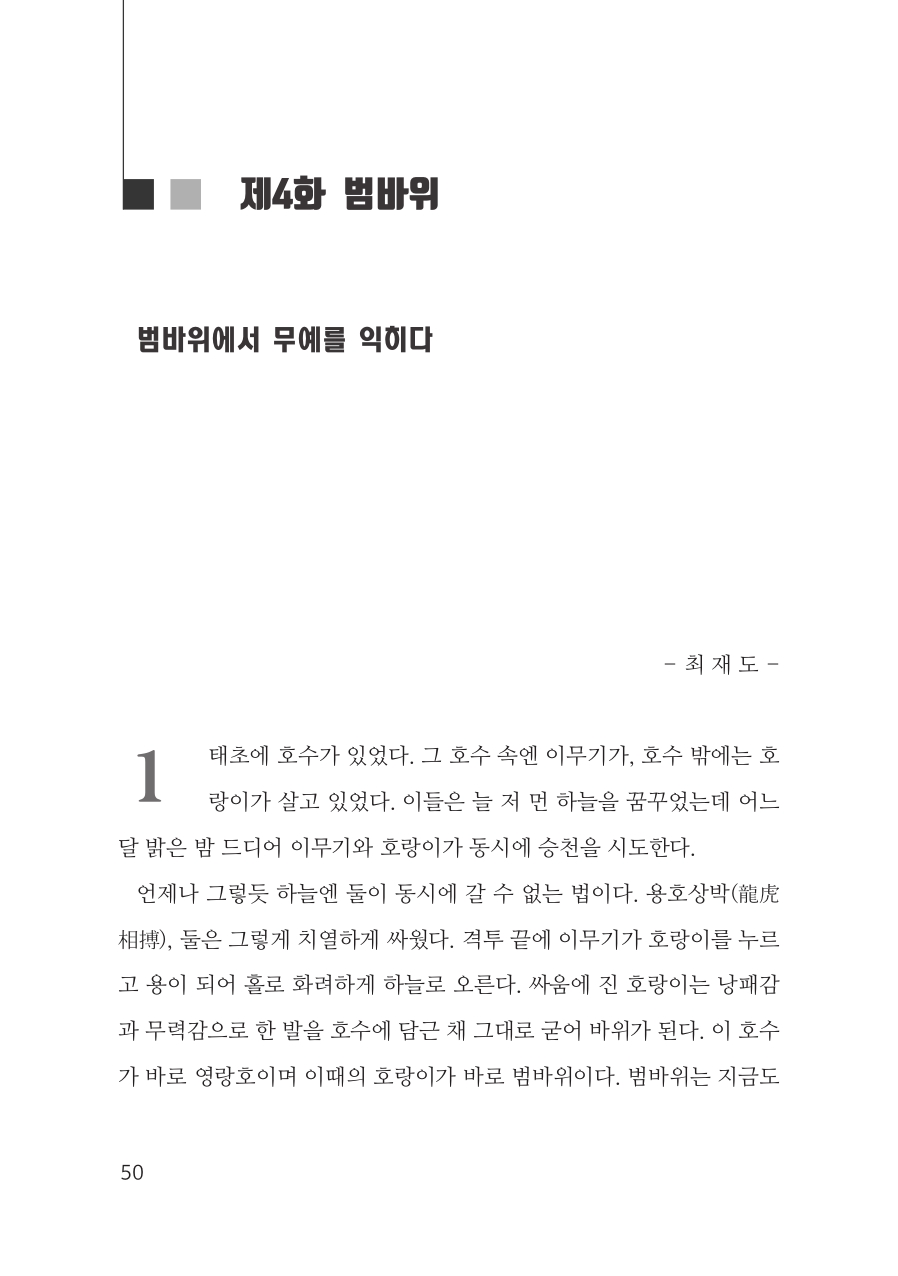 제4화 범바위
범바위에서 무예를 익히다
- 최 재 도 -
1
태초에 호수가 있었다. 그 호수 속엔 이무기가, 호수 밖에는 호
랑이가 살고 있었다. 이들은 늘 저 먼 하늘을 꿈꾸었는데 어느
달 밝은 밤 드디어 이무기와 호랑이가 동시에 승천을 시도한다.
언제나 그렇듯 하늘엔 둘이 동시에 갈 수 없는 법이다. 용호상박(龍虎
相搏), 둘은 그렇게 치열하게 싸웠다. 격투 끝에 이무기가 호랑이를 누르
고 용이 되어 홀로 화려하게 하늘로 오른다. 싸움에 진 호랑이는 낭패감
과 무력감으로 한 발을 호수에 담근 채 그대로 굳어 바위가 된다. 이 호수
가 바로 영랑호이며 이때의 호랑이가 바로 범바위이다. 범바위는 지금도
50